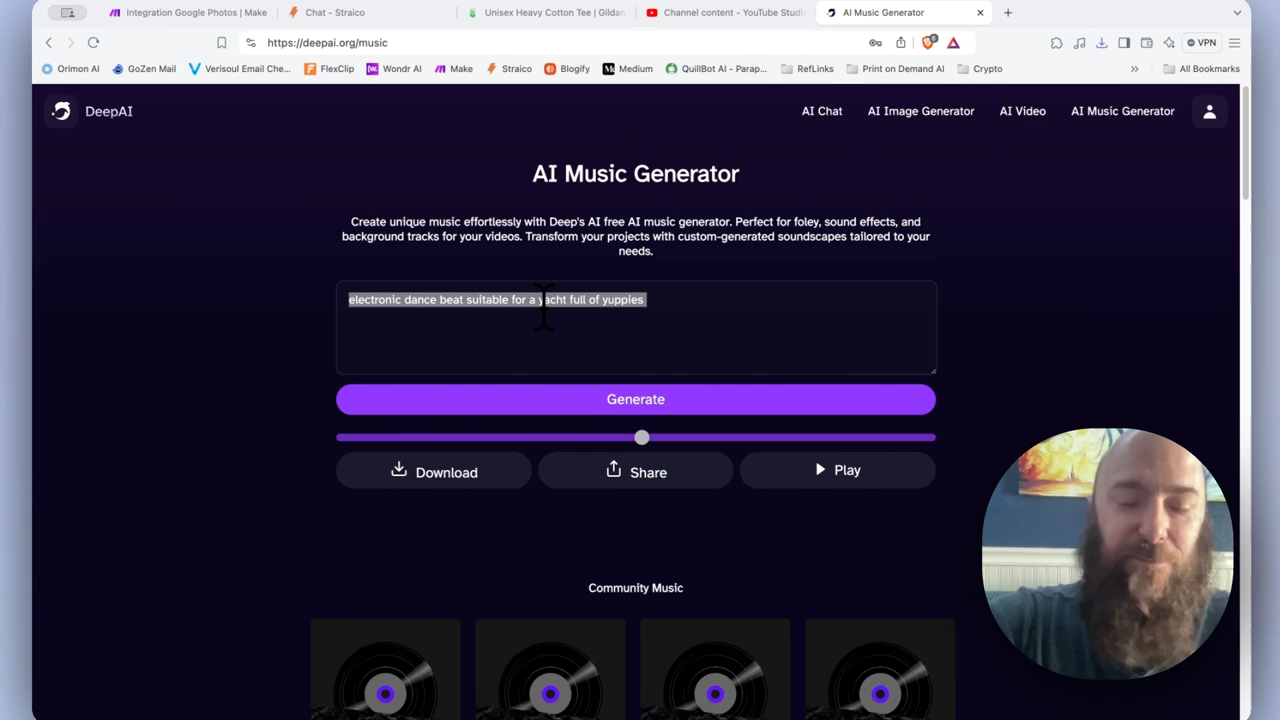 Integration Google Photos | Make
Chat - Straico
Unisex Heavy Cotton Tee | Gildan
Channel content - YouTube Studio
AI Music Generator
https://deepai.org/music
6
VPN
Orimon AI
GoZen Mail
Verisoul Email Che...
FlexClip
Wondr AI
Make
Straico
Blogify
Medium
QuillBot AI - Parap...
RefLinks
Print on Demand AI
Crypto
All Bookmarks
DeepAI
AI Chat
AI Image Generator
AI Video
AI Music Generator
AI Music Generator
Create unique music effortlessly with Deep's AI free AI music generator. Perfect for foley, sound effects, and
background tracks for your videos. Transform your projects with custom-generated soundscapes tailored to your
needs.
electronic dance beat suitable for a yacht full of yuppies
Generate
Download
Share
Play
Community Music